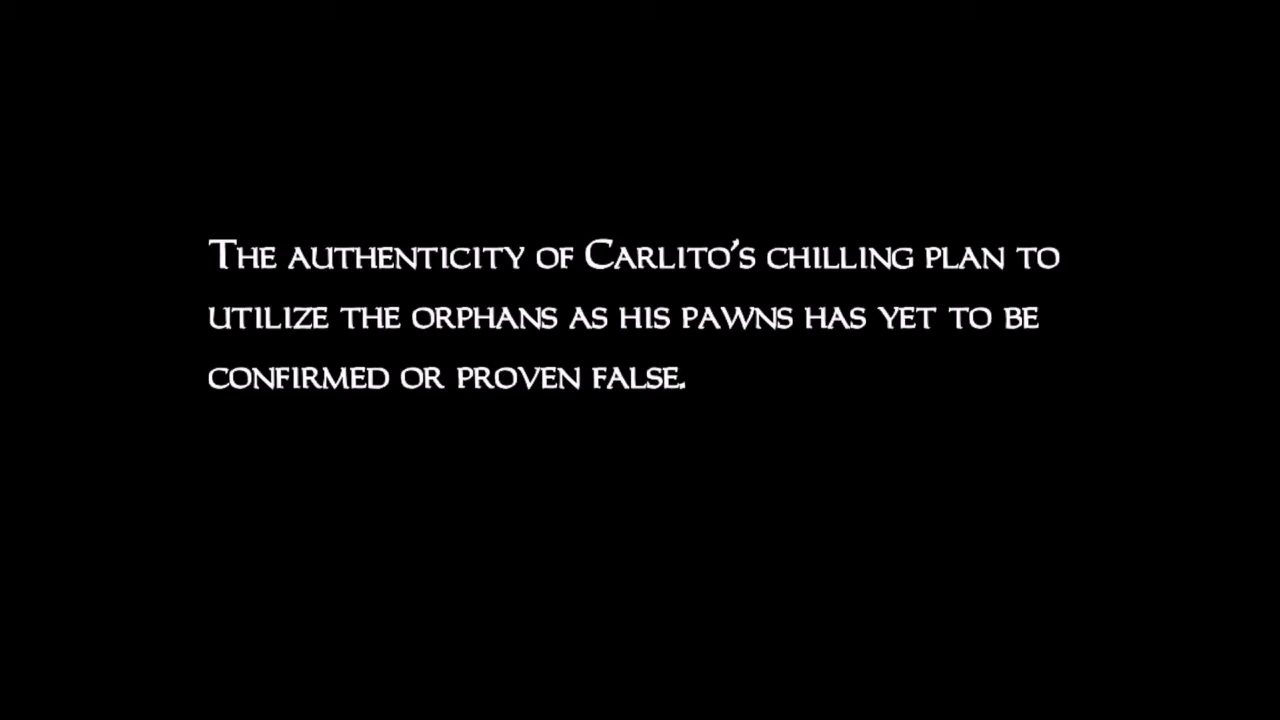 The authenticity of Carlito's chilling plan to
utilize the orphans as his pawns has yet to be
confirmed or proven false.